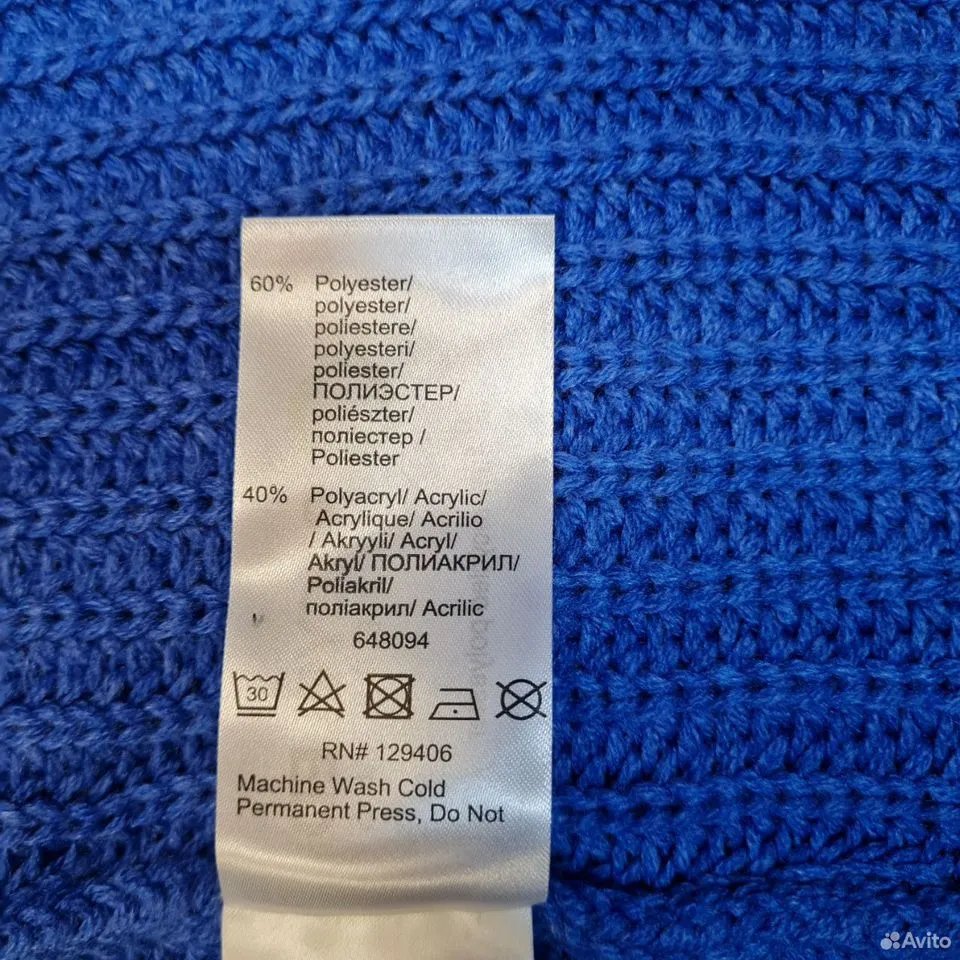 60% Polyester/
polyester/
poliestere/
polyesteri/
poliester/
ПОЛИЭСТЕР/
poliészter/
поліестер /
Poliester
40% Polyacryl/ Acrylic/
Acrylique/ Acrilio
/ Akryyli/ Acryl/
Akryl/ ПОЛИАКРИЛ/
Poliakril/
поліакрил/ Acrilic
648094
30
RN# 129406
Machine Wash Cold
Permanent Press, Do Not
Avito